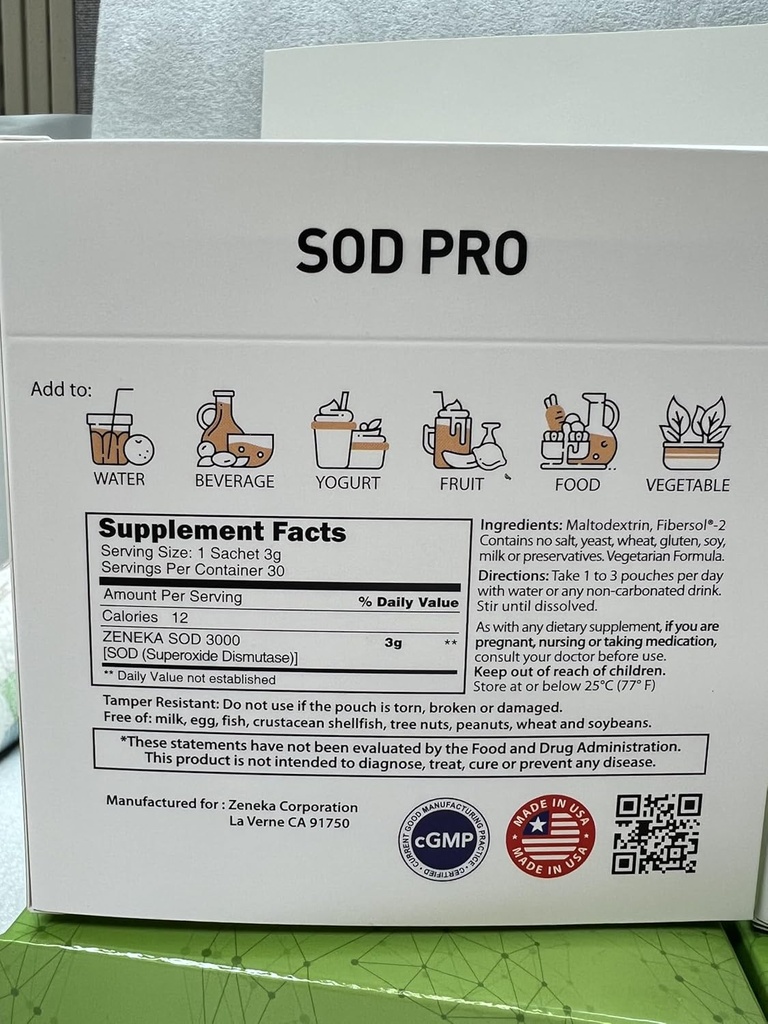 SOD PRO
Add to:
WATER BEVERAGE YOGURT FRUIT FOOD VEGETABLE
Supplement Facts
Serving Size: 1 Sachet 3g
Servings Per Container 30
Amount Per Serving % Daily Value
Calories 12
ZENEKA SOD 3000 3g **
[SOD (Superoxide Dismutase)]
** Daily Value not established
Ingredients: Maltodextrin, Fibersol®-2
Contains no salt, yeast, wheat, gluten, soy,
milk or preservatives. Vegetarian Formula.
Directions: Take 1 to 3 pouches per day
with water or any non-carbonated drink.
Stir until dissolved.
As with any dietary supplement, if you are
pregnant, nursing or taking medication,
consult your doctor before use.
Keep out of reach of children.
Store at or below 25°C (77° F)
Tamper Resistant: Do not use if the pouch is torn, broken or damaged.
Free of: milk, egg, fish, crustacean shellfish, tree nuts, peanuts, wheat and soybeans.
*These statements have not been evaluated by the Food and Drug Administration.
This product is not intended to diagnose, treat, cure or prevent any disease.
Manufactured for : Zeneka Corporation
La Verne CA 91750
CURRENT GOOD MANUFACTURING PRACTICE
cGMP
CERTIFIED
MADE IN USA
MADE IN USA